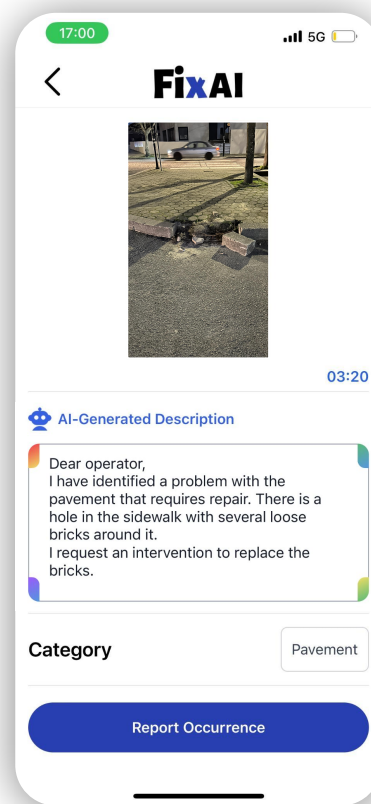 17:00
5G
FixAI
03:20
AI-Generated Description
Dear operator,
I have identified a problem with the
pavement that requires repair. There is a
hole in the sidewalk with several loose
bricks around it.
I request an intervention to replace the
bricks.
Category
Pavement
Report Occurrence